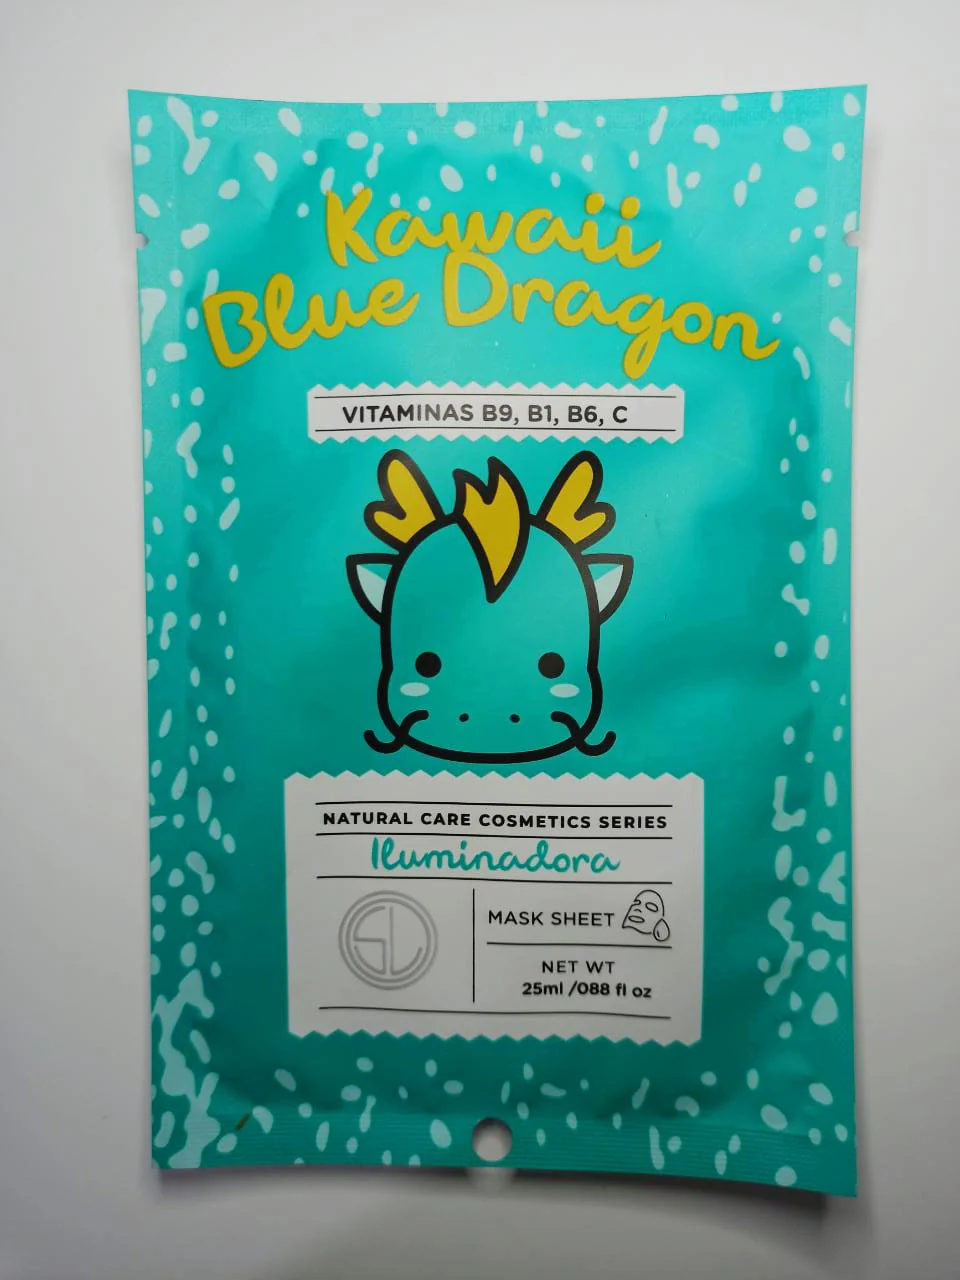 Kawaii
Blue Dragon
VITAMINAS B9, B1, B6, C
NATURAL CARE COSMETICS SERIES
Iluminadora
SL
MASK SHEET
NET WT
25ml /088 fl oz